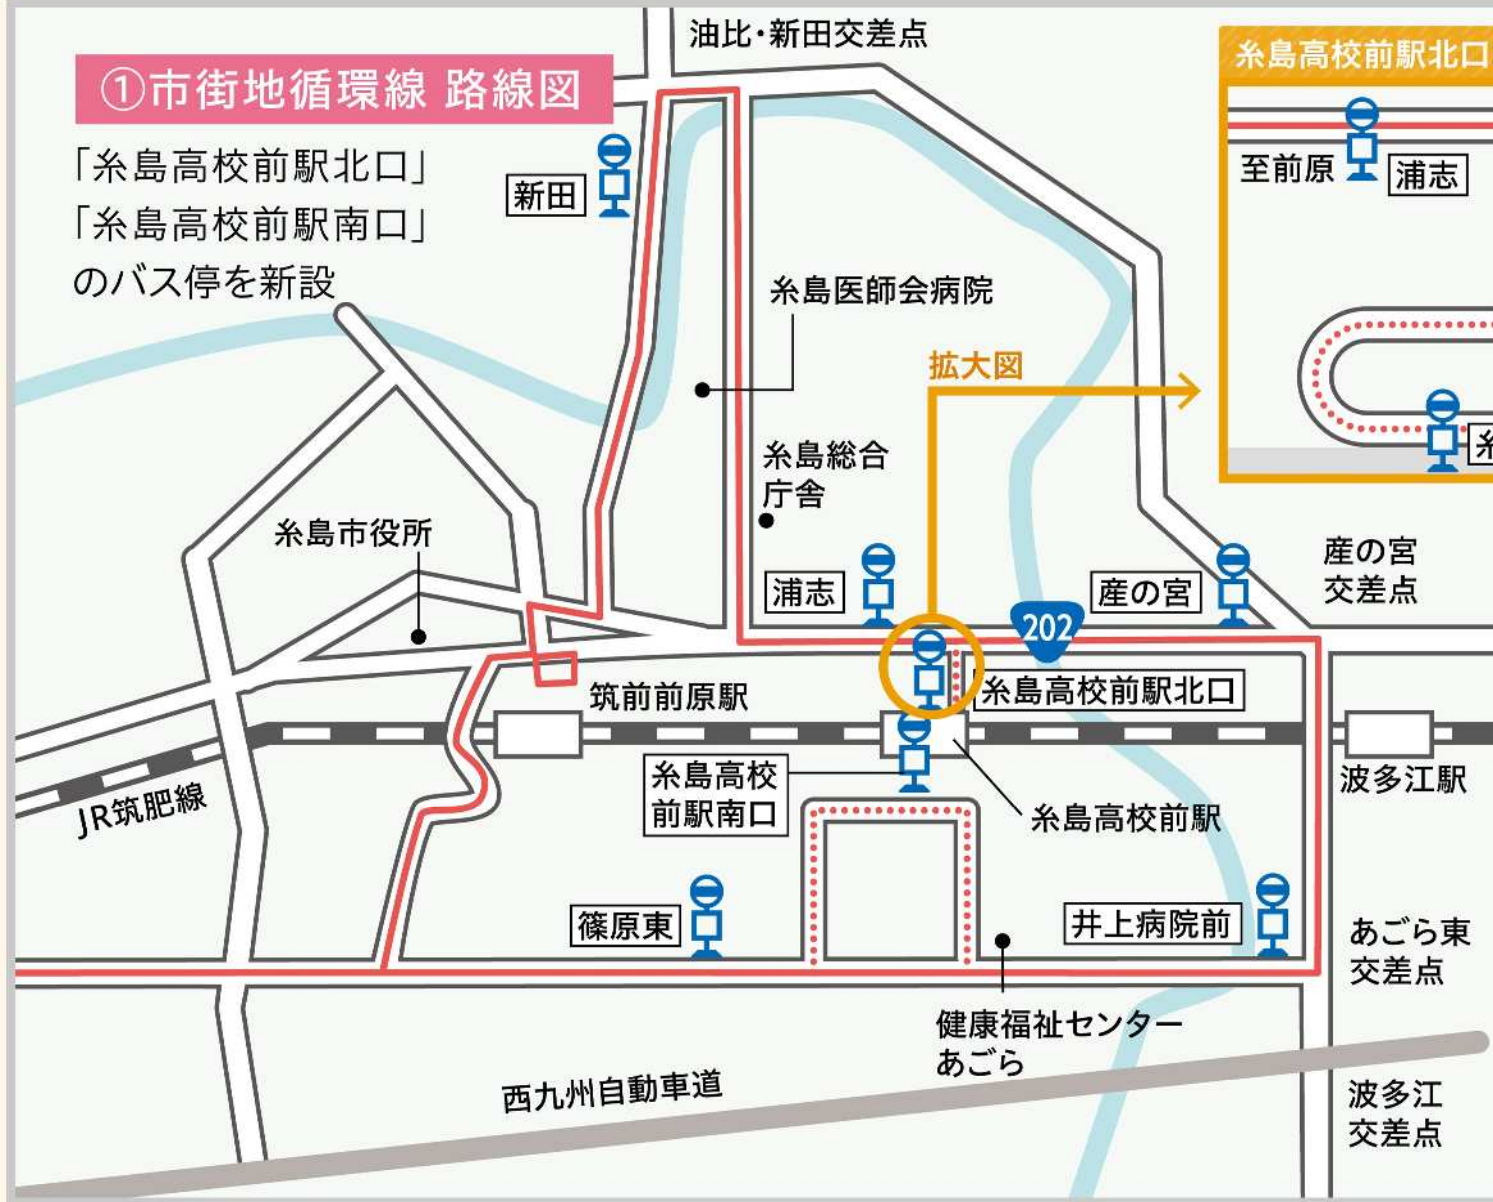 ①市街地循環線 路線図
「糸島高校前駅北口」
「糸島高校前駅南口」
のバス停を新設
油比・新田交差点
糸島高校前駅北口
至前原
浦志
新田
糸島医師会病院
拡大図
糸島総合
庁舎
糸
糸島市役所
浦志
産の宮
202
産の宮
交差点
筑前前原駅
糸島高校前駅北口
JR筑肥線
糸島高校
前駅南口
糸島高校前駅
波多江駅
篠原東
井上病院前
あごら東
交差点
健康福祉センター
あごら
西九州自動車道
波多江
交差点